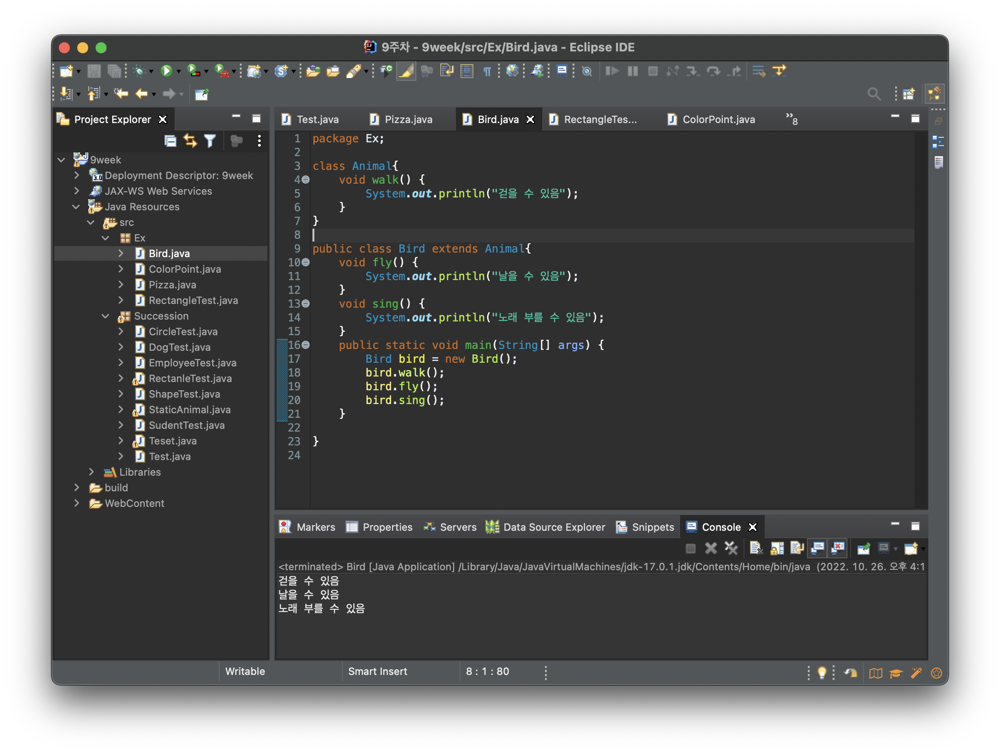 9주차 - 9week/src/Ex/Bird.java - Eclipse IDE
Project Explorer
9week
Deployment Descriptor: 9week
JAX-WS Web Services
Java Resources
src
Ex
Bird.java
ColorPoint.java
Pizza.java
RectangleTest.java
Succession
CircleTest.java
DogTest.java
EmployeeTest.java
RectanleTest.java
ShapeTest.java
StaticAnimal.java
SudentTest.java
Teset.java
Test.java
Libraries
build
WebContent
Test.java Pizza.java Bird.java RectangleTes... ColorPoint.java »8
1 package Ex;
2
3 class Animal{
4 void walk() {
5 System.out.println("걷을 수 있음");
6 }
7 }
8
9 public class Bird extends Animal{
10 void fly() {
11 System.out.println("날을 수 있음");
12 }
13 void sing() {
14 System.out.println("노래 부를 수 있음");
15 }
16 public static void main(String[] args) {
17 Bird bird = new Bird();
18 bird.walk();
19 bird.fly();
20 bird.sing();
21 }
22
23 }
24
Markers Properties Servers Data Source Explorer Snippets Console
<terminated> Bird [Java Application] /Library/Java/JavaVirtualMachines/jdk-17.0.1.jdk/Contents/Home/bin/java (2022. 10. 26. 오후 4:1
걷을 수 있음
날을 수 있음
노래 부를 수 있음
Writable Smart Insert 8 : 1 : 80